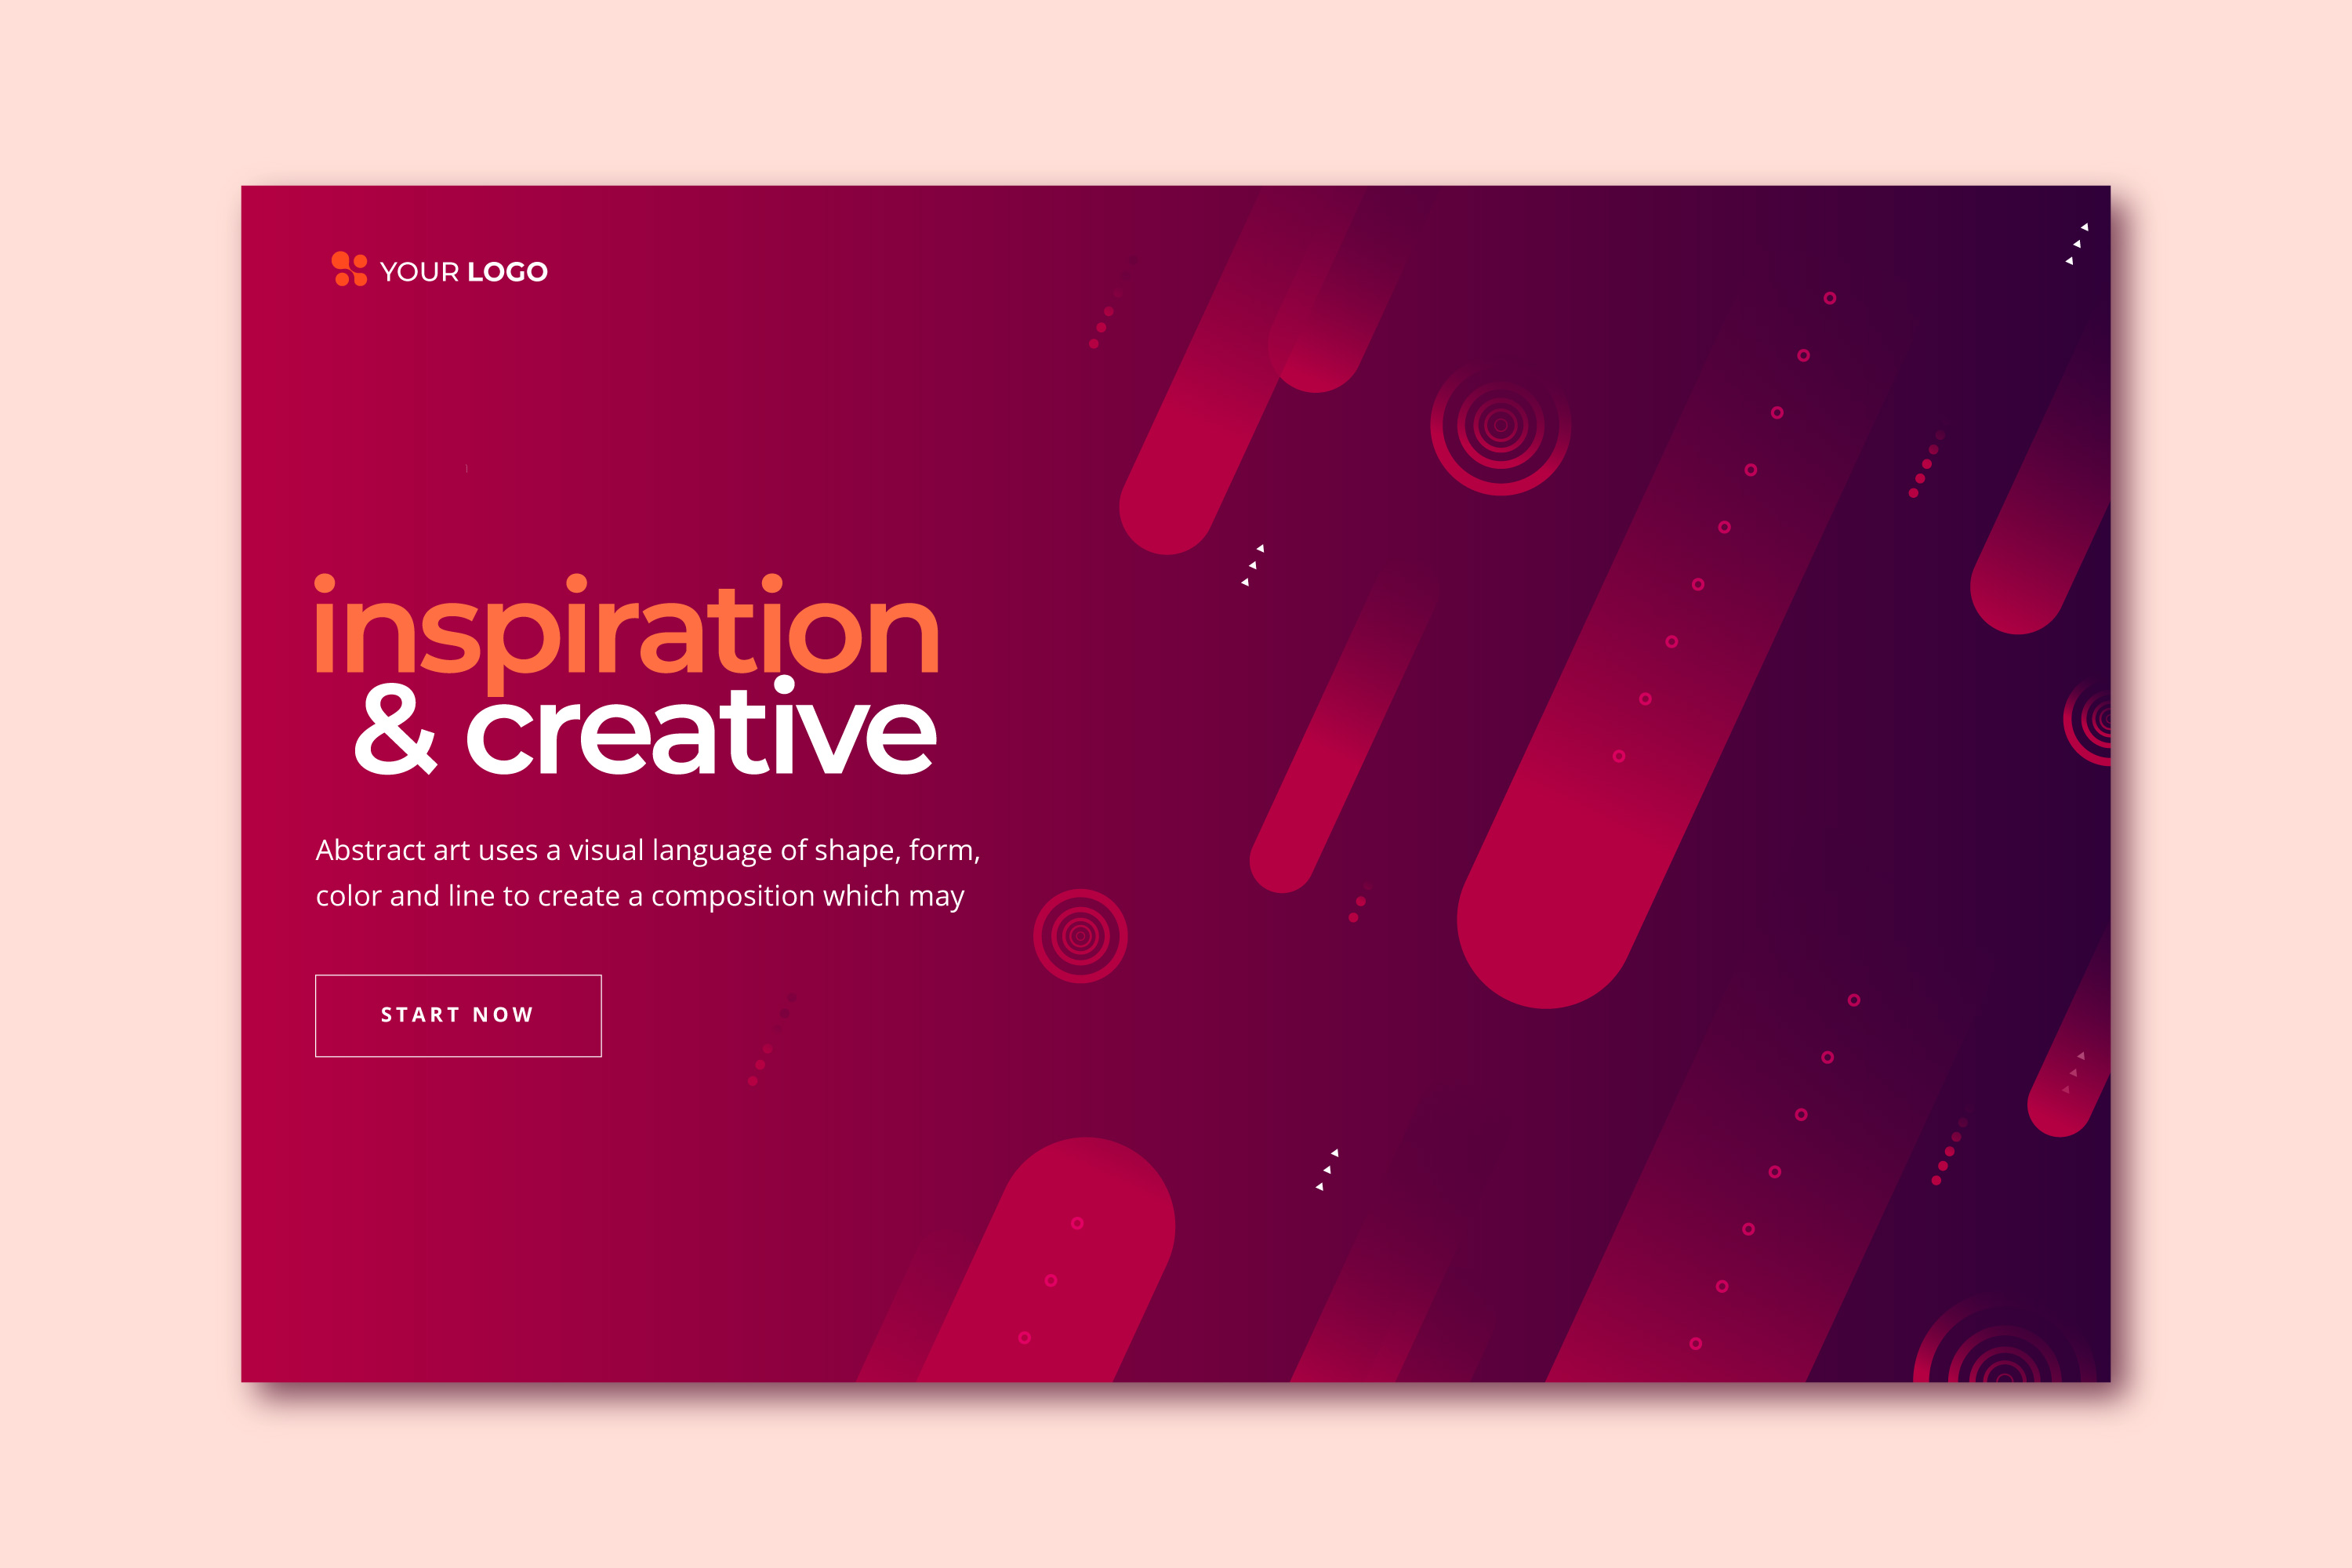 YOUR LOGO
inspiration
& creative
Abstract art uses a visual language of shape, form,
color and line to create a composition which may
START NOW